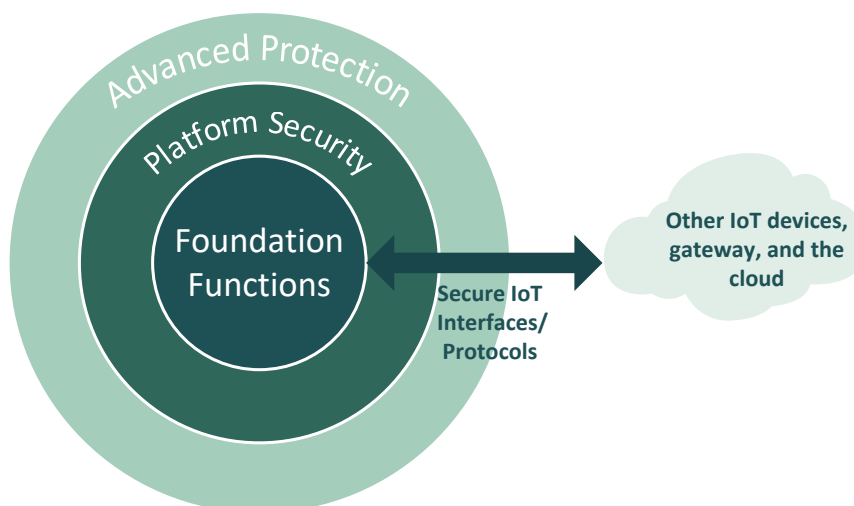 Advanced Protection
Platform Security
Foundation
Functions
Other IoT devices,
gateway, and the
cloud
Secure IoT
Interfaces/
Protocols